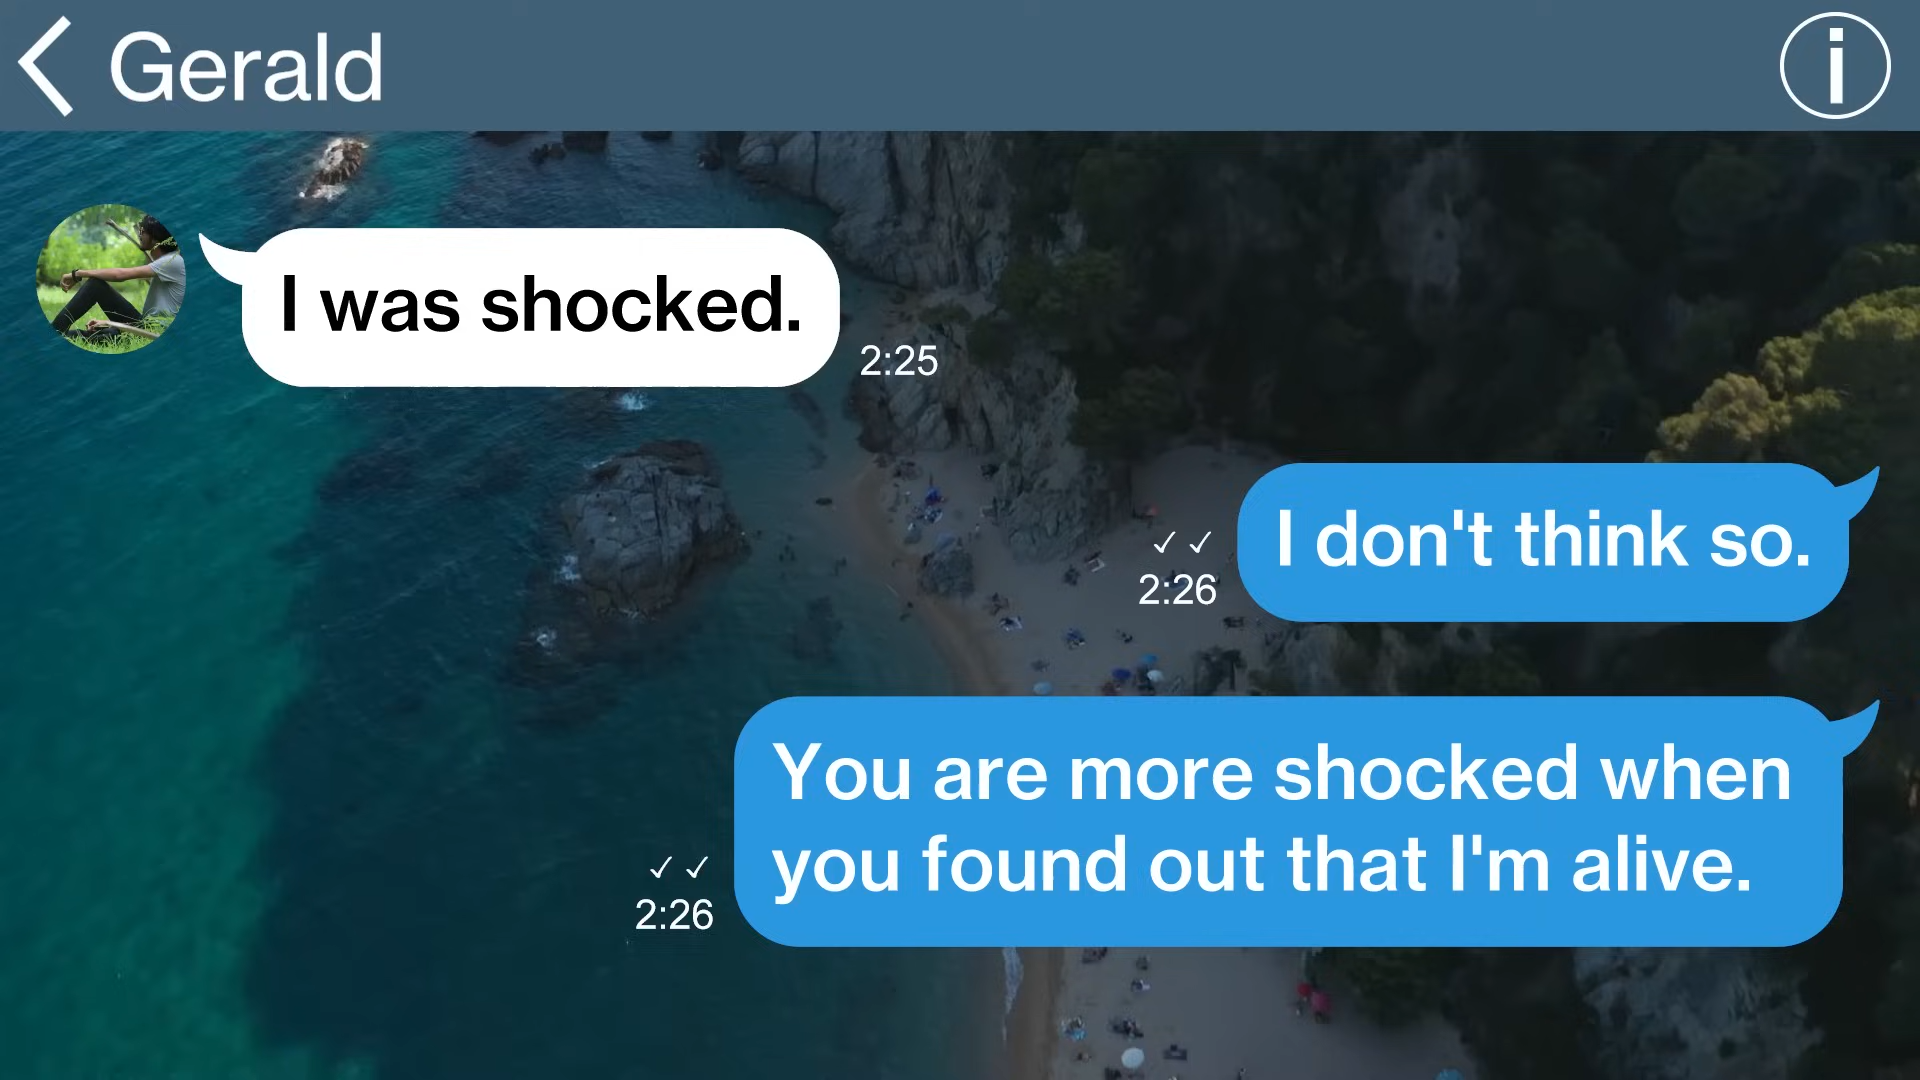 Gerald
I was shocked.
2:25
I don't think so.
✓ ✓
2:26
You are more shocked when
you found out that I'm alive.
✓ ✓
2:26